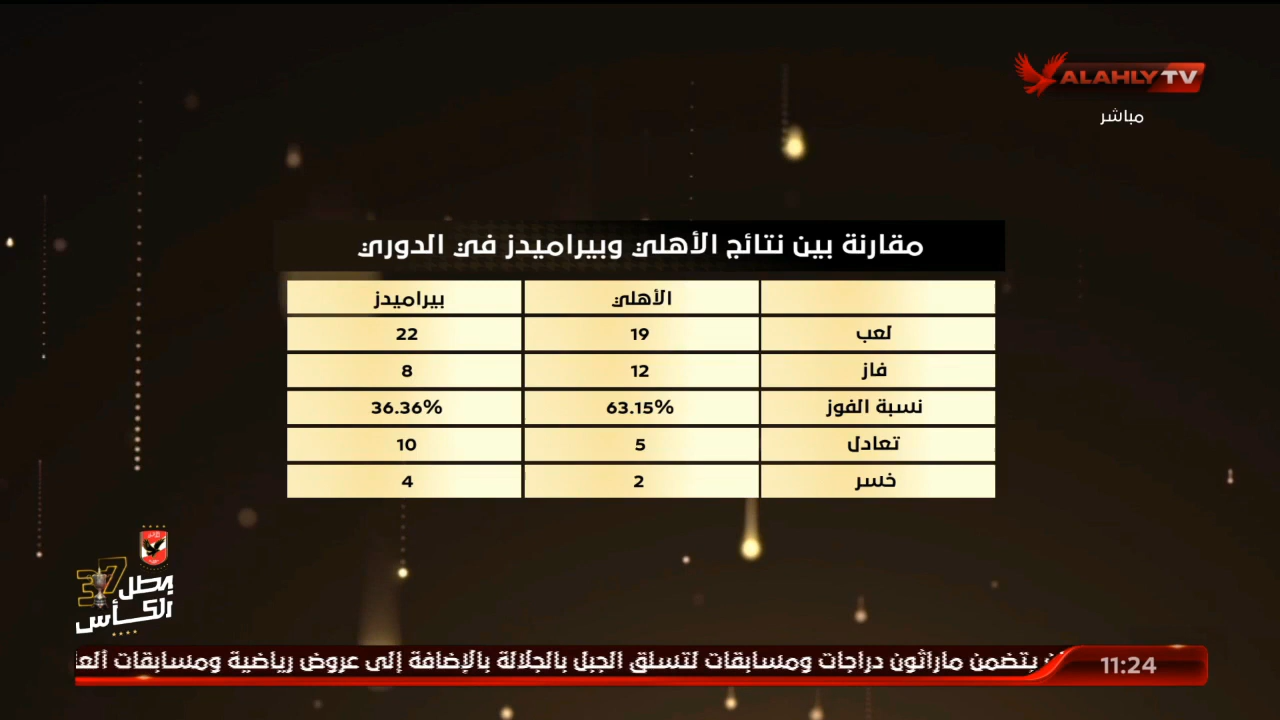 ALAHLY TV
مباشر
مقارنة بين نتائج الأهلي وبيراميدز في الدوري
الأهلي بيراميدز
لعب 19 22
فاز 12 8
نسبة الفوز 63.15% 36.36%
تعادل 5 10
خسر 2 4
37
بطل
الكأس
يتضمن ماراثون دراجات ومسابقات لتسلق الجبل بالجلالة بالإضافة إلى عروض رياضية ومسابقات
11:24